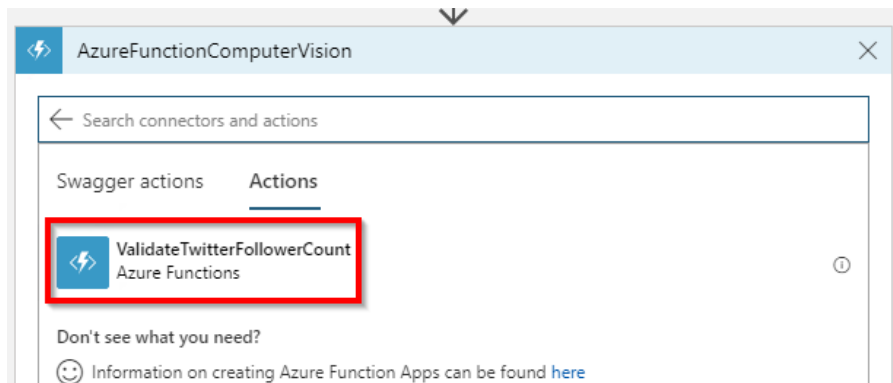 AzureFunctionComputerVision
Search connectors and actions
Swagger actions Actions
ValidateTwitterFollowerCount
Azure Functions
Don't see what you need?
Information on creating Azure Function Apps can be found here